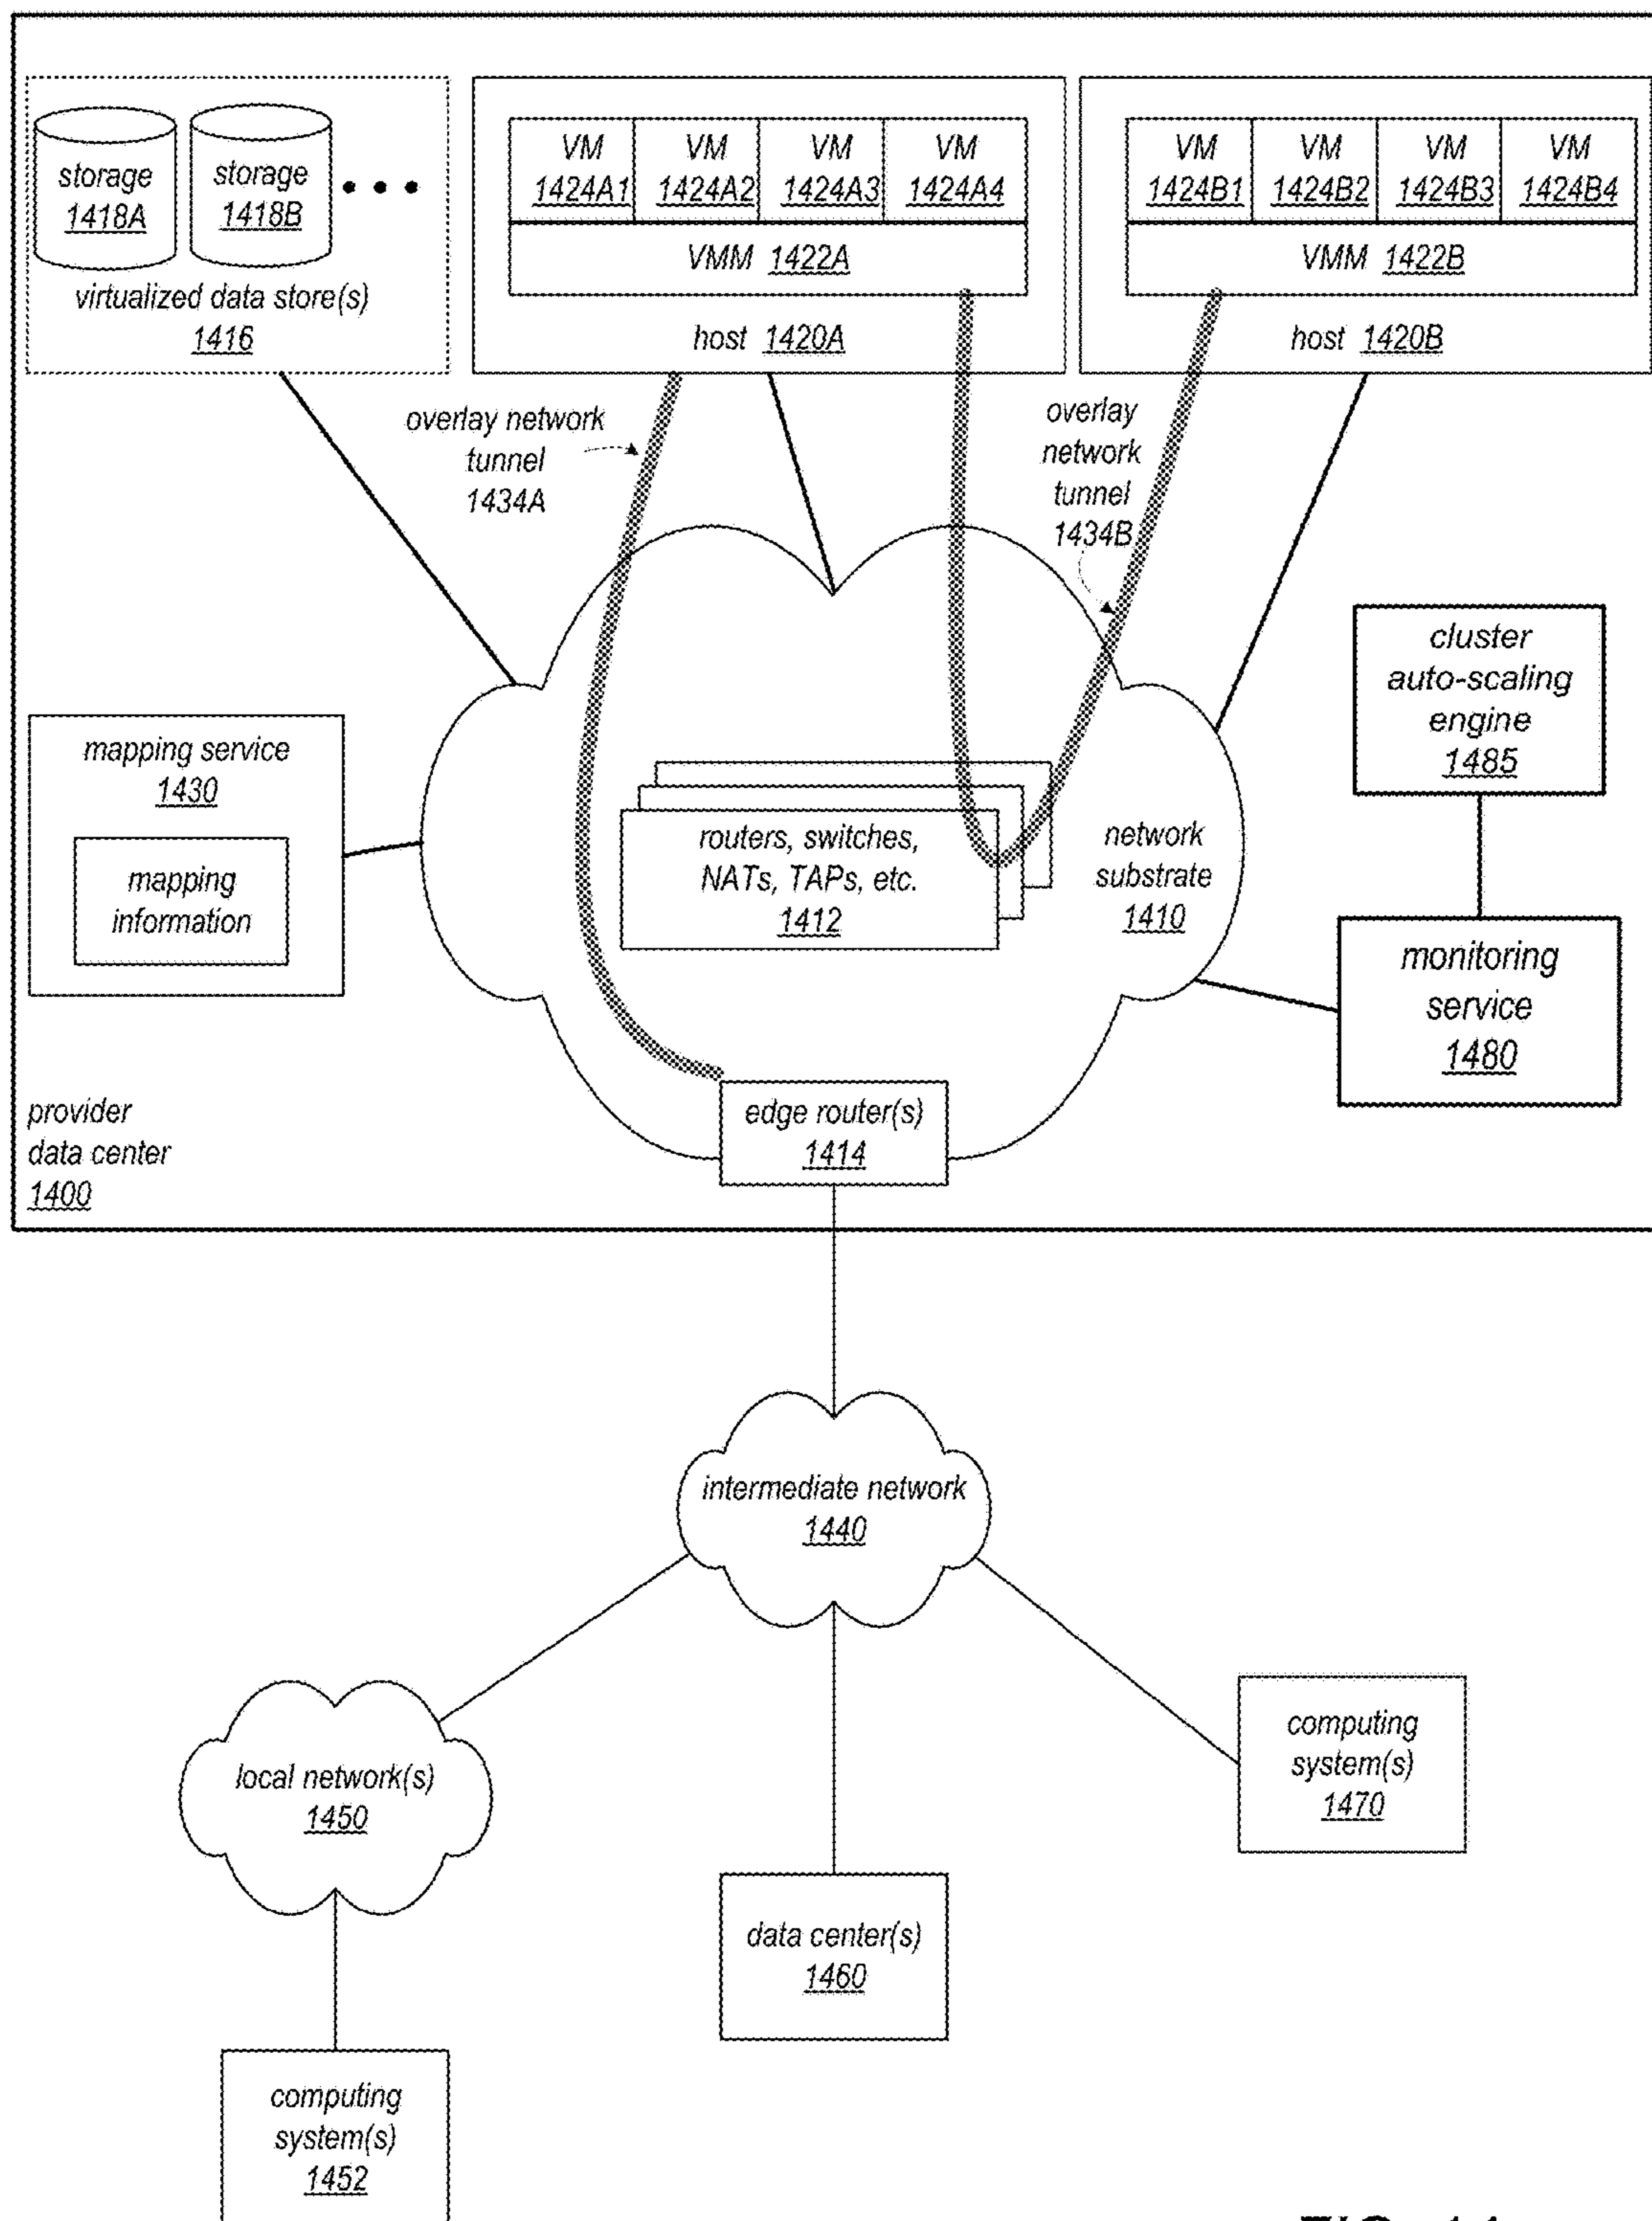 storage
1418A
storage
1418B
virtualized data store(s)
1416
VM
1424A1
VM
1424A2
VM
1424A3
VM
1424A4
VMM 1422A
host 1420A
VM
1424B1
VM
1424B2
VM
1424B3
VM
1424B4
VMM 1422B
host 1420B
overlay network
tunnel
1434A
overlay
network
tunnel
1434B
cluster
auto-scaling
engine
1485
mapping service
1430
mapping
information
routers, switches,
NATs, TAPs, etc.
1412
network
substrate
1410
monitoring
service
1480
edge router(s)
1414
provider
data center
1400
intermediate network
1440
local network(s)
1450
computing
system(s)
1470
data center(s)
1460
computing
system(s)
1452